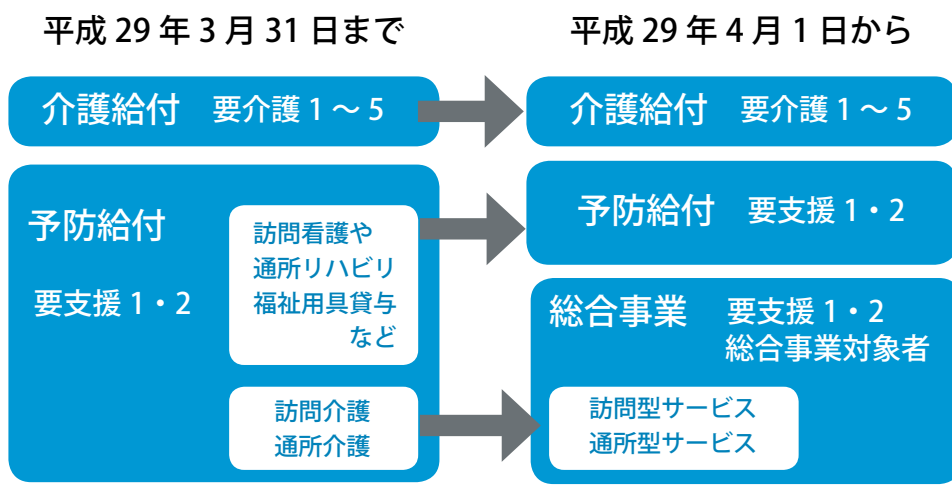 平成 29 年 3 月 31 日まで
平成 29 年 4 月 1 日から
介護給付 要介護 1 〜 5
介護給付 要介護 1 〜 5
予防給付
要支援 1・2
訪問看護や
通所リハビリ
福祉用具貸与
など
訪問介護
通所介護
予防給付 要支援 1・2
総合事業 要支援 1・2
総合事業対象者
訪問型サービス
通所型サービス